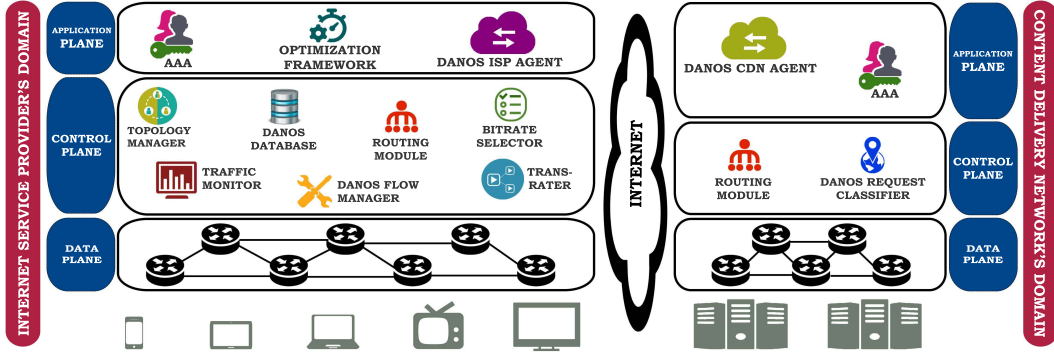 INTERNET SERVICE PROVIDER'S DOMAIN
APPLICATION
PLANE
AAA
OPTIMIZATION
FRAMEWORK
DANOS ISP AGENT
CONTROL
PLANE
TOPOLOGY
MANAGER
DANOS
DATABASE
ROUTING
MODULE
BITRATE
SELECTOR
TRAFFIC
MONITOR
DANOS FLOW
MANAGER
TRANS-
RATER
DATA
PLANE
INTERNET
DANOS CDN AGENT
AAA
APPLICATION
PLANE
ROUTING
MODULE
DANOS REQUEST
CLASSIFIER
CONTROL
PLANE
DATA
PLANE
CONTENT DELIVERY NETWORK'S DOMAIN